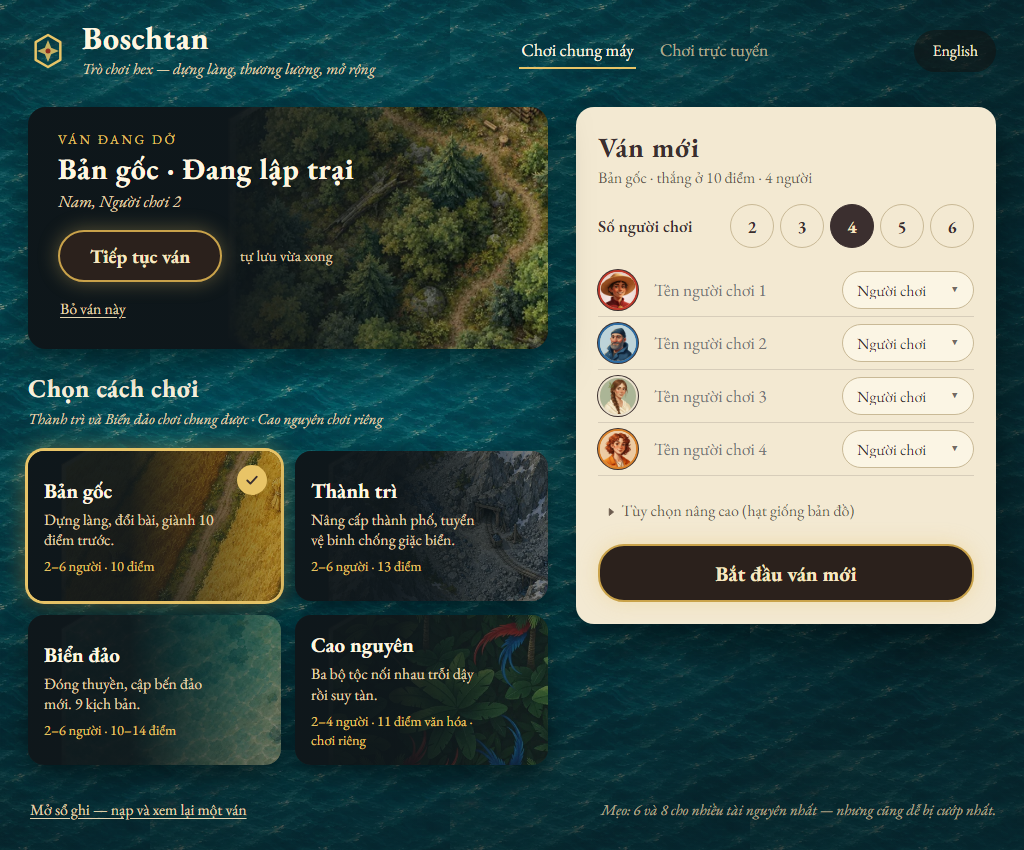 Boschtan
Trò chơi hex — dựng làng, thương lượng, mở rộng
Chơi chung máy
Chơi trực tuyến
English
VÁN ĐANG DỞ
Bản gốc · Đang lập trại
Nam, Người chơi 2
Tiếp tục ván
tự lưu vừa xong
Bỏ ván này
Chọn cách chơi
Thành trì và Biển đảo chơi chung được · Cao nguyên chơi riêng
Bản gốc
Dựng làng, đổi bài, giành 10
điểm trước.
2–6 người · 10 điểm
Thành trì
Nâng cấp thành phố, tuyển
vệ binh chống giặc biển.
2–6 người · 13 điểm
Biển đảo
Đóng thuyền, cập bến đảo
mới. 9 kịch bản.
2–6 người · 10–14 điểm
Cao nguyên
Ba bộ tộc nối nhau trỗi dậy
rồi suy tàn.
2–4 người · 11 điểm văn hóa ·
chơi riêng
Ván mới
Bản gốc · thắng ở 10 điểm · 4 người
Số người chơi
2
3
4
5
6
Tên người chơi 1
Người chơi
Tên người chơi 2
Người chơi
Tên người chơi 3
Người chơi
Tên người chơi 4
Người chơi
Tùy chọn nâng cao (hạt giống bản đồ)
Bắt đầu ván mới
Mở sổ ghi — nạp và xem lại một ván
Mẹo: 6 và 8 cho nhiều tài nguyên nhất — nhưng cũng dễ bị cướp nhất.